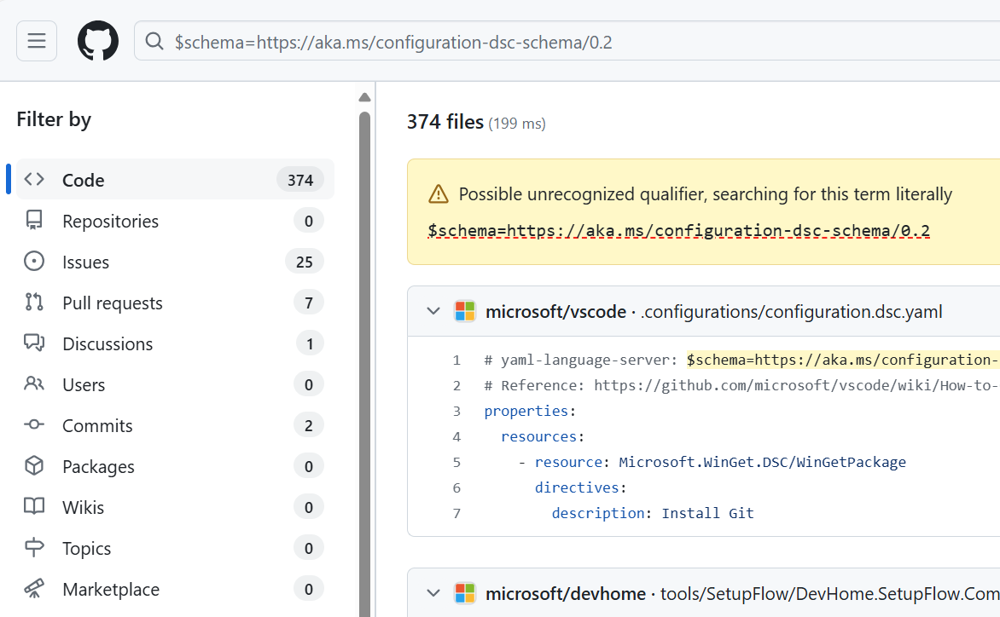 $schema=https://aka.ms/configuration-dsc-schema/0.2
Filter by
Code 374
Repositories 0
Issues 25
Pull requests 7
Discussions 1
Users 0
Commits 2
Packages 0
Wikis 0
Topics 0
Marketplace 0
374 files (199 ms)
Possible unrecognized qualifier, searching for this term literally
$schema=https://aka.ms/configuration-dsc-schema/0.2
microsoft/vscode · .configurations/configuration.dsc.yaml
1 # yaml-language-server: $schema=https://aka.ms/configuration-
2 # Reference: https://github.com/microsoft/vscode/wiki/How-to-
3 properties:
4 resources:
5 - resource: Microsoft.WinGet.DSC/WinGetPackage
6 directives:
7 description: Install Git
microsoft/devhome · tools/SetupFlow/DevHome.SetupFlow.Com